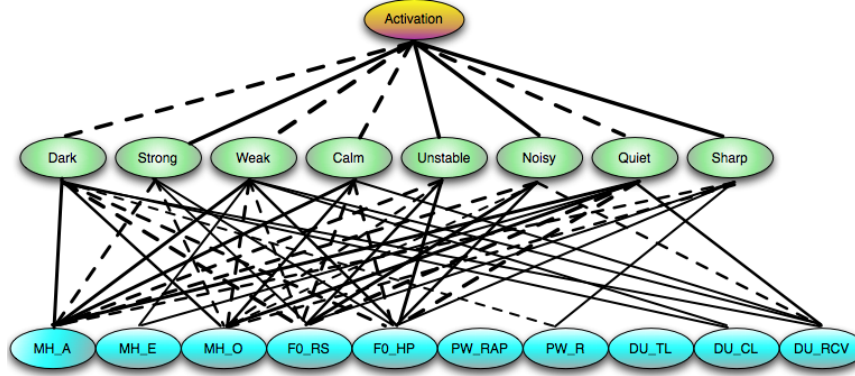 Activation
Dark Strong Weak Calm Unstable Noisy Quiet Sharp
MH_A MH_E MH_O F0_RS F0_HP PW_RAP PW_R DU_TL DU_CL DU_RCV